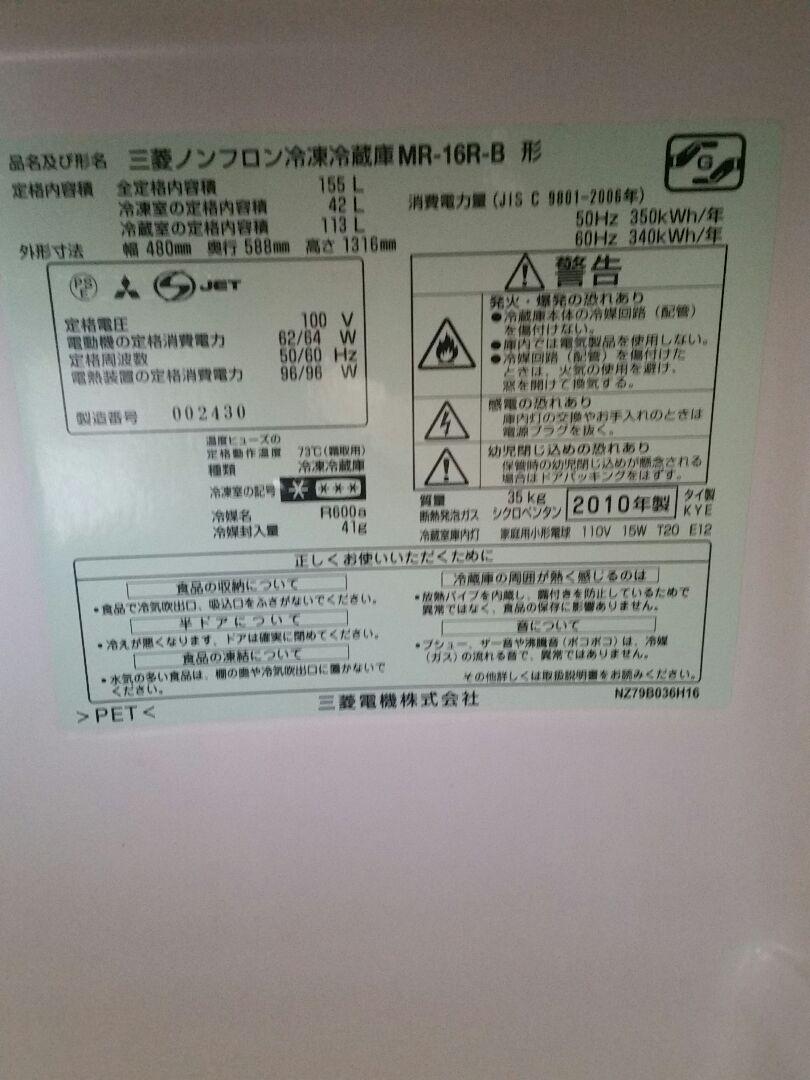 品名及び形名 三菱ノンフロン冷凍冷蔵庫MR-16R-B 形
定格内容積 全定格内容積 155 L
冷凍室の定格内容積 42 L
冷蔵室の定格内容積 113 L
外形寸法 幅 480mm 奥行 588mm 高さ 1316mm
G
消費電力量 (JIS C 9801-2006年)
50Hz 350kWh/年
60Hz 340kWh/年
PS
E
JET
定格電圧 100 V
電動機の定格消費電力 62/64 W
定格周波数 50/60 Hz
電熱装置の定格消費電力 96/96 W
製造番号 002430
温度ヒューズの
定格動作温度 73℃(霜取用)
種類 冷凍冷蔵庫
冷凍室の記号
冷媒名 R600a
冷媒封入量 41g
警告
発火・爆発の恐れあり
●冷蔵庫本体の冷媒回路(配管)
を傷付けない。
●庫内では電気製品を使用しない。
●冷媒回路(配管)を傷付けた
ときは、火気の使用を避け、
窓を開けて換気する。
感電の恐れあり
庫内灯の交換やお手入れのときは
電源プラグを抜く。
幼児閉じ込めの恐れあり
保管時の幼児閉じ込めが懸念される
場合はドアパッキングをはずす。
質量 35kg
断熱発泡ガス シクロペンタン
2010年製
タイ製
KYE
冷蔵室庫内灯 家庭用小形電球 110V 15W T20 E12
正しくお使いいただくために
食品の収納について
・食品で冷気吹出口、吸込口をふさがないでください。
半ドアについて
・冷えが悪くなります、ドアは確実に閉めてください。
食品の凍結について
・水気の多い食品は、棚の奥や冷気吹出口に置かないで
ください。
冷蔵庫の周囲が熱く感じるのは
・放熱パイプを内蔵し、露付きを防止しているためで
異常ではなく、食品の保存に影響ありません。
音について
・プシュー、ザー音や沸騰音(ボコボコ)は、冷媒
(ガス)の流れる音で、異常ではありません。
その他詳しくは取扱説明書をお読みください。
>PET<
三菱電機株式会社
NZ79B036H16